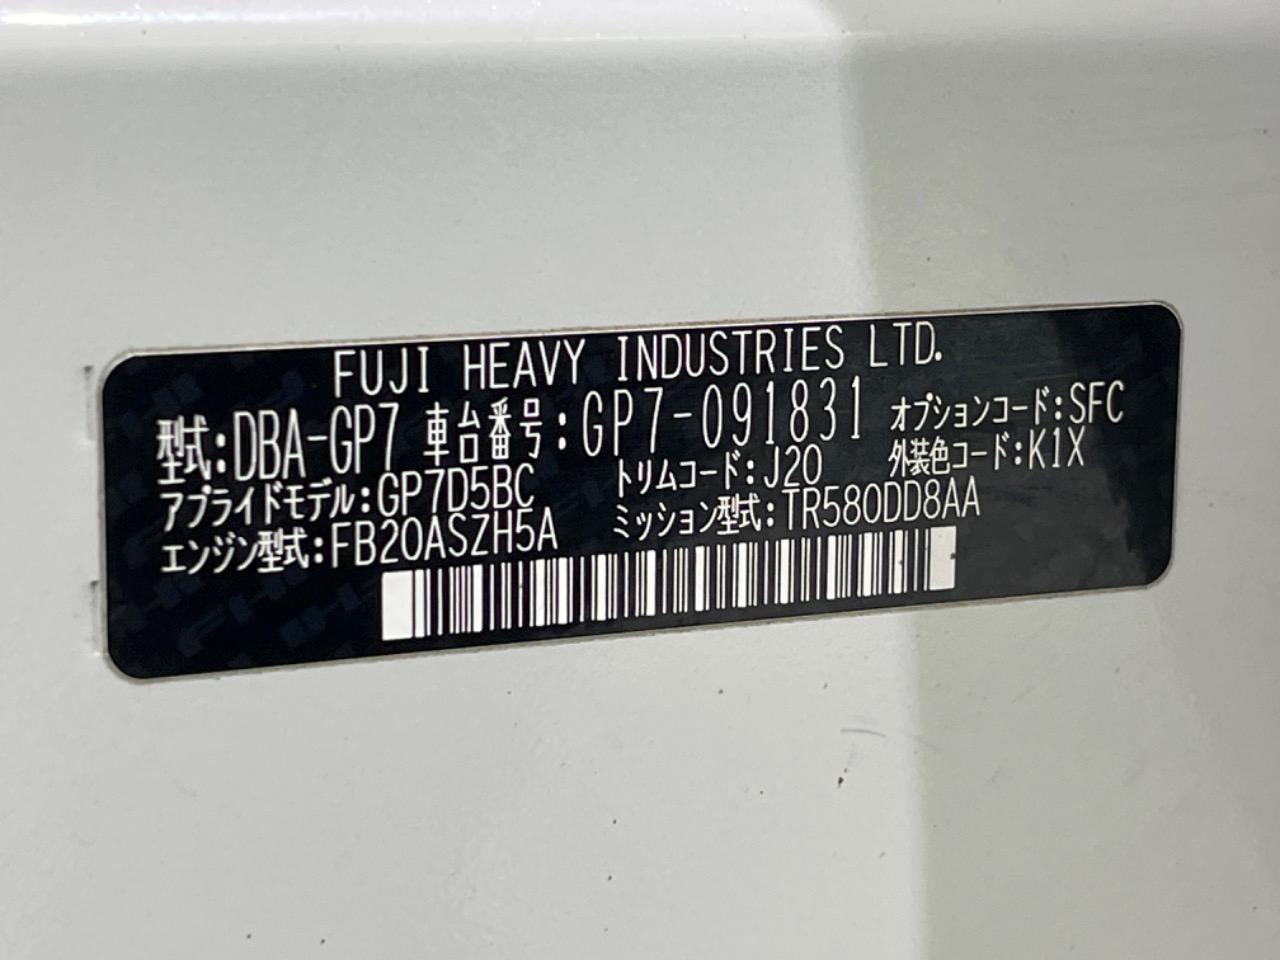 FUJI HEAVY INDUSTRIES LTD.
型式:DBA-GP7 車台番号:GP7-091831 オプションコード:SFC
アプライドモデル:GP7D5BC トリムコード:J20 外装色コード:K1X
エンジン型式:FB20ASZH5A ミッション型式:TR580DD8AA